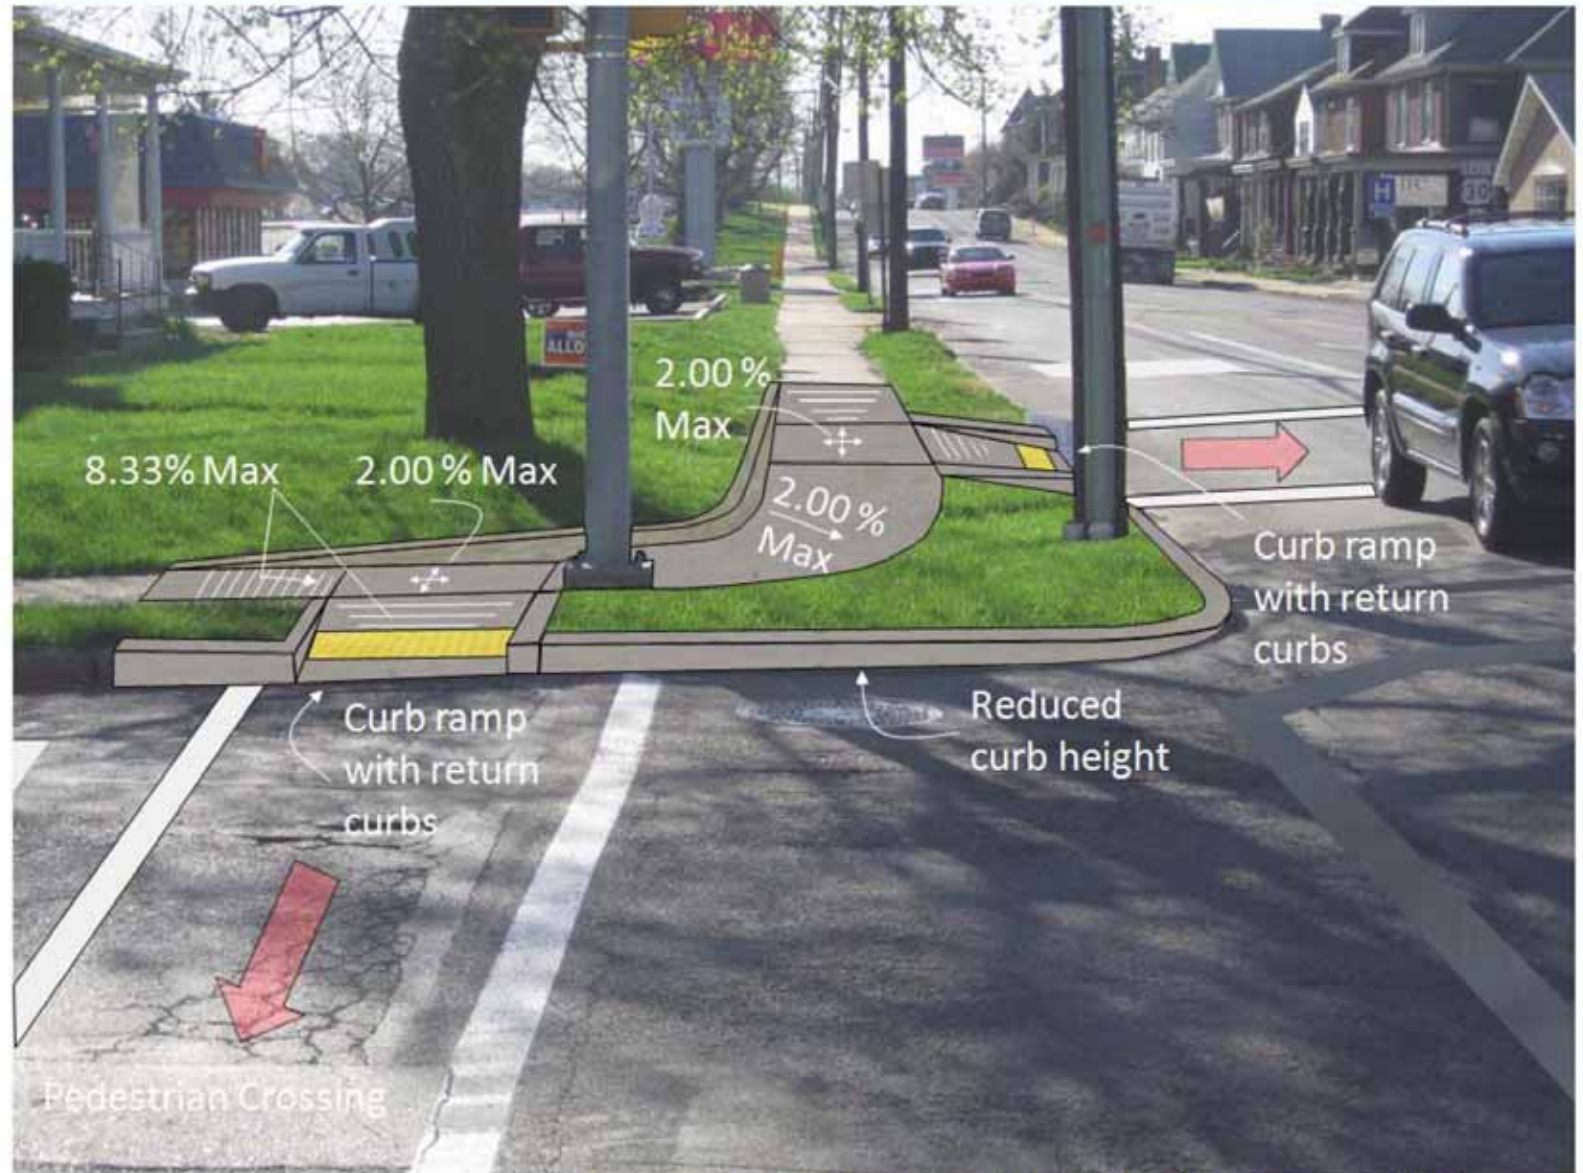 ALLO
2.00 %
Max
8.33% Max
2.00 % Max
2.00 %
Max
H
Curb ramp
with return
curbs
Curb ramp
with return
curbs
Reduced
curb height
Pedestrian Crossing